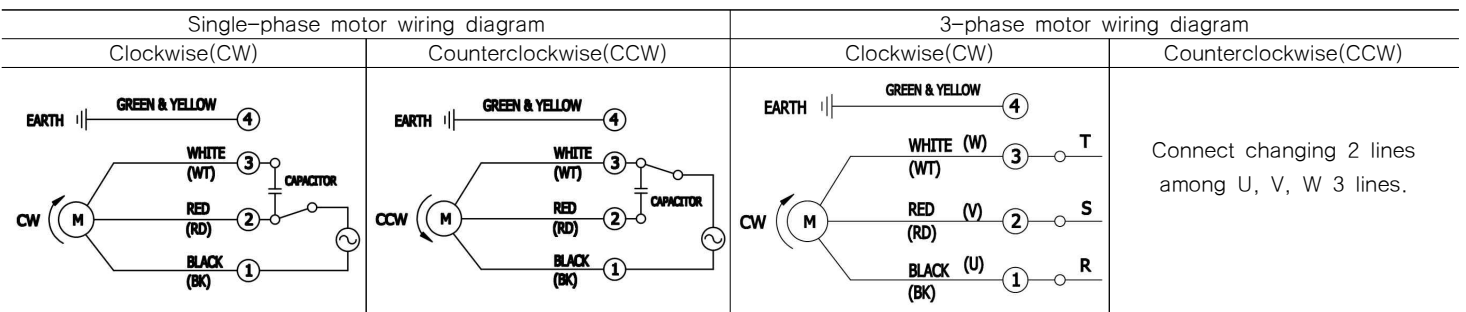 Single-phase motor wiring diagram
3-phase motor wiring diagram
Clockwise(CW)
Counterclockwise(CCW)
Clockwise(CW)
Counterclockwise(CCW)
EARTH
GREEN & YELLOW
4
WHITE
(WT)
3
CAPACITOR
CW
M
RED
(RD)
2
BLACK
(BK)
1
EARTH
GREEN & YELLOW
4
WHITE
(WT)
3
CAPACITOR
CCW
M
RED
(RD)
2
BLACK
(BK)
1
EARTH
GREEN & YELLOW
4
WHITE (W)
(WT)
3
T
CW
M
RED (V)
(RD)
2
S
BLACK (U)
(BK)
1
R
Connect changing 2 lines
among U, V, W 3 lines.